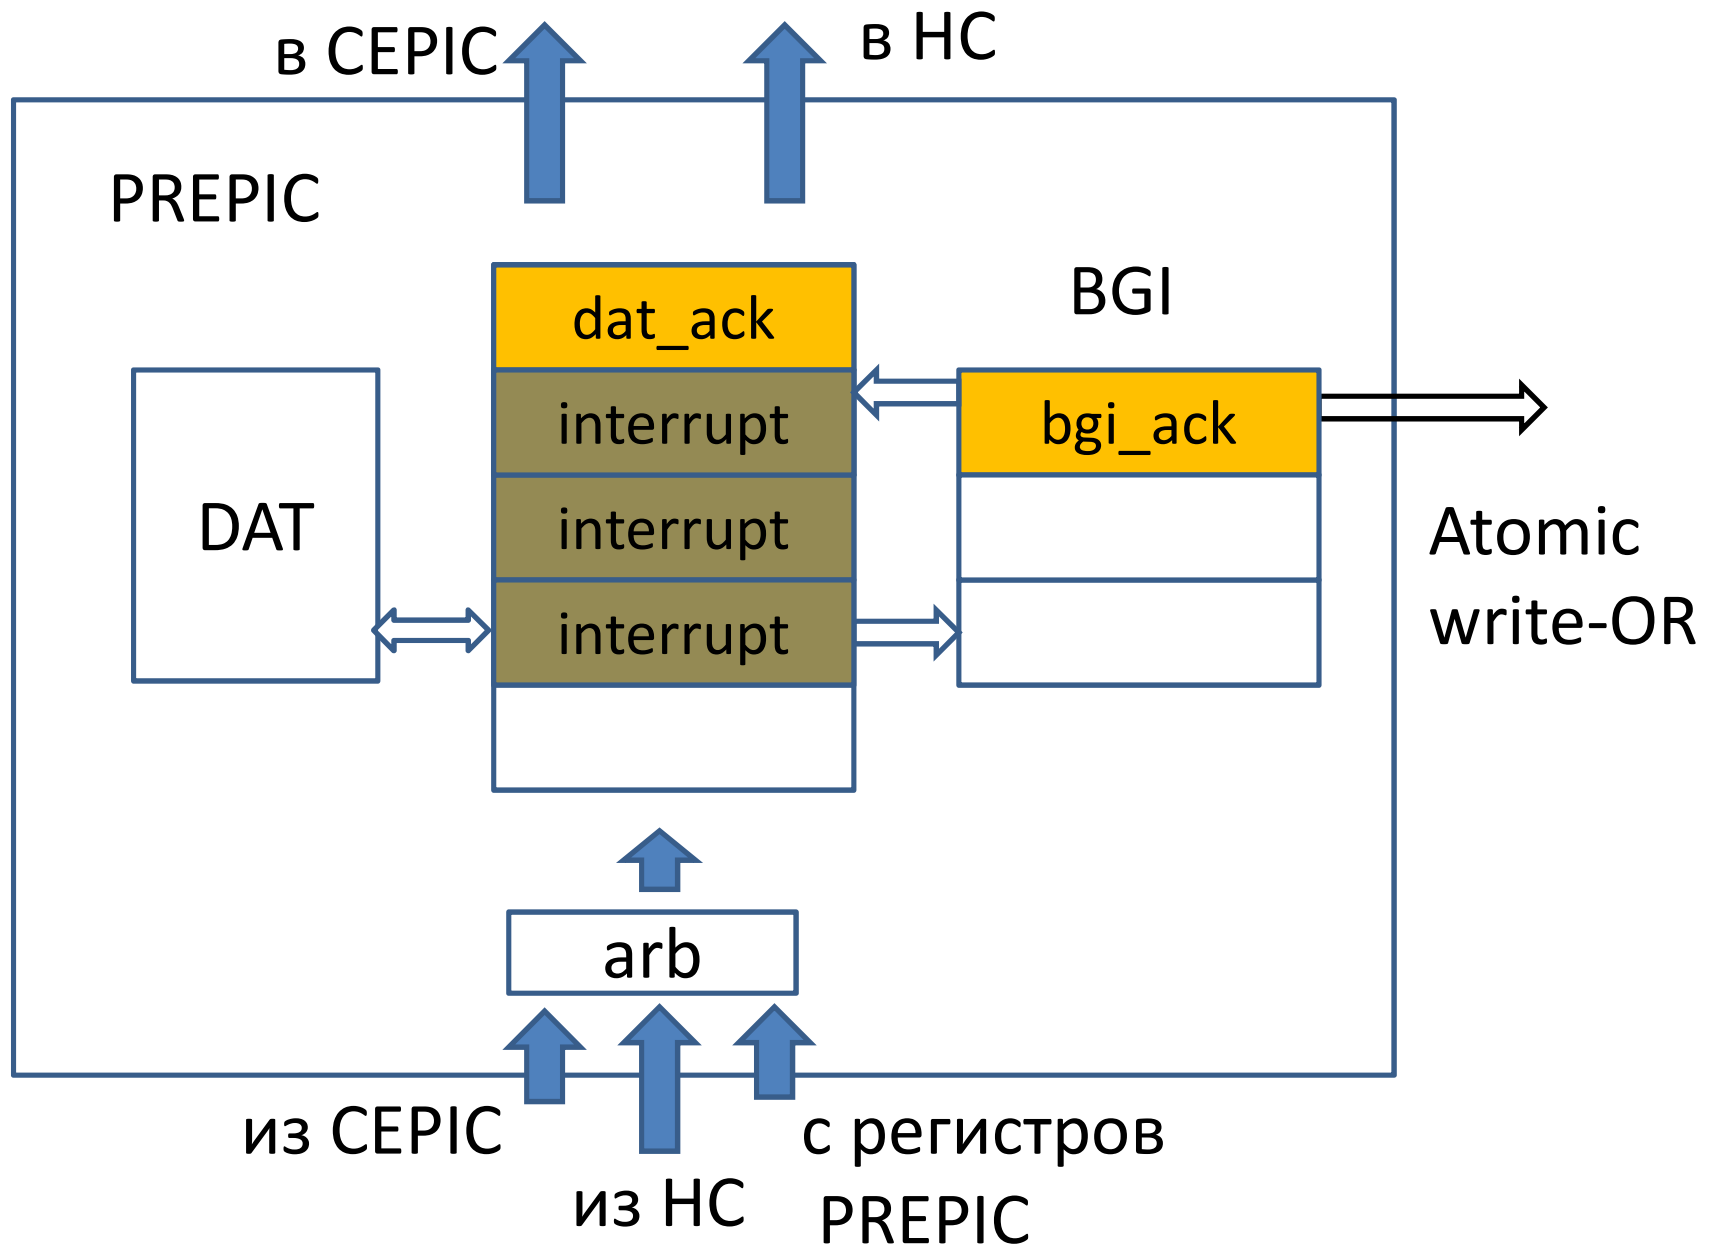 в CEPIC
в HC
PREPIC
BGI
dat_ack
interrupt
bgi_ack
interrupt
DAT
interrupt
Atomic
write-OR
arb
из CEPIC
с регистров
PREPIC
из HC